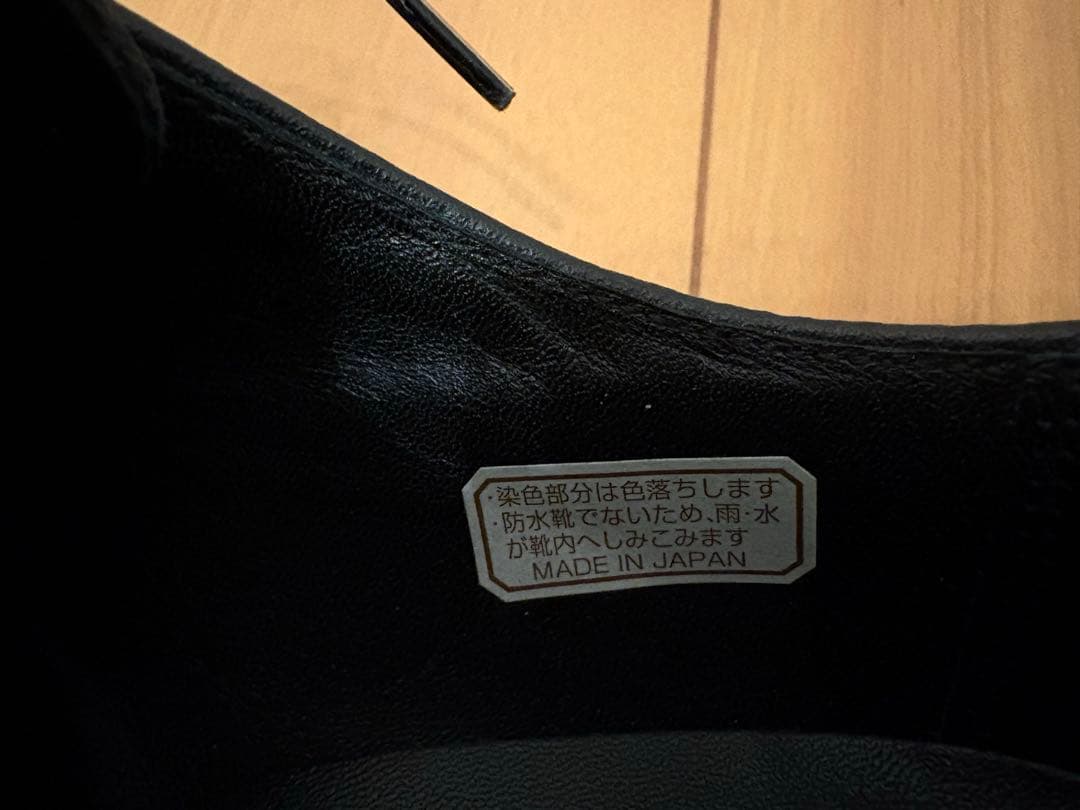 ・染色部分は色落ちします
・防水靴でないため、雨・水
が靴内へしみこみます
MADE IN JAPAN